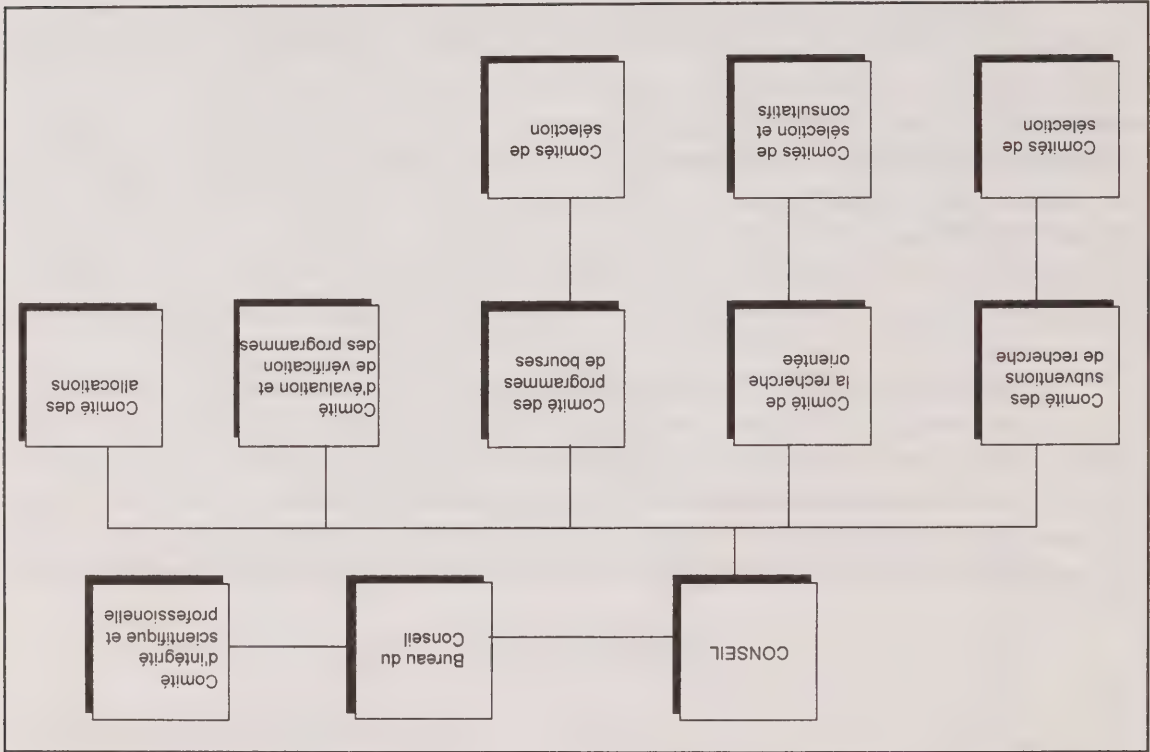 CONSEIL
Bureau du
Conseil
Comité
d'intégrité
scientifique et
professionelle
Comité des
subventions
de recherche
Comité de
la recherche
orientée
Comité des
programmes
de bourses
Comité
d'évaluation et
de vérification
des programmes
Comité des
allocations
Comités de
sélection
Comités de
sélection et
consultatifs
Comités de
sélection